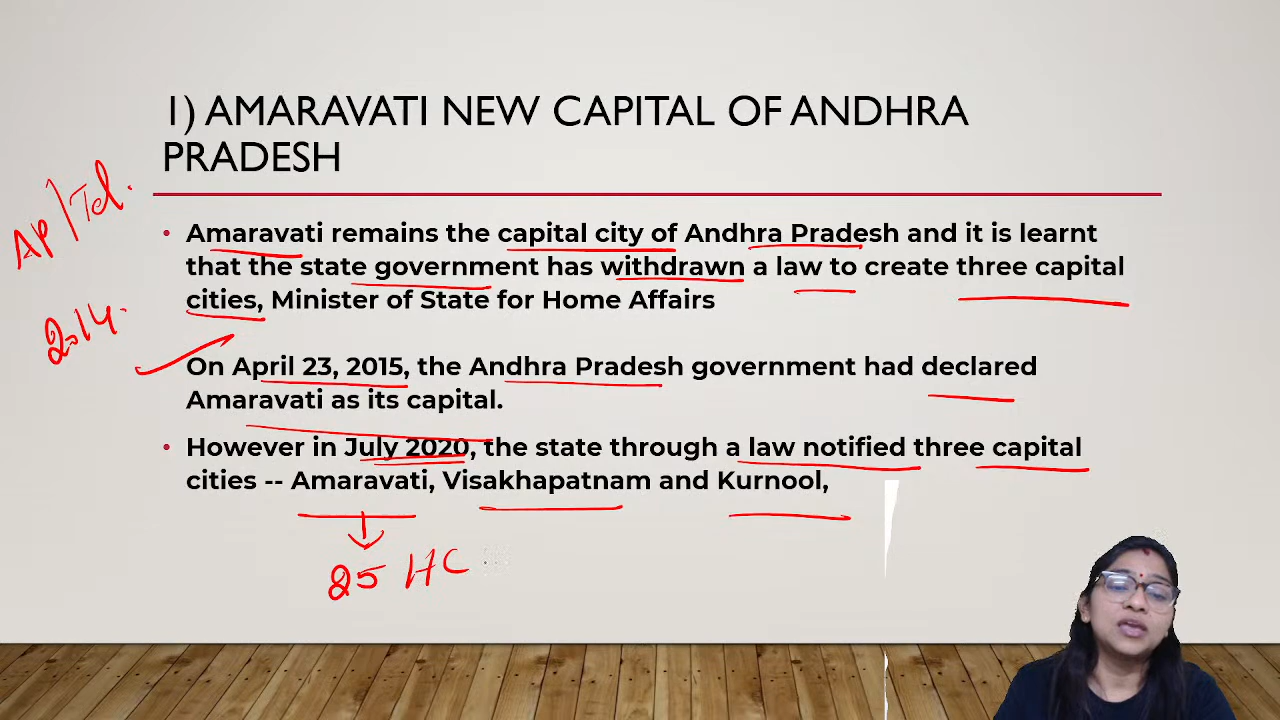 1) AMARAVATI NEW CAPITAL OF ANDHRA
PRADESH
AP/Tel.
• Amaravati remains the capital city of Andhra Pradesh and it is learnt
that the state government has withdrawn a law to create three capital
cities, Minister of State for Home Affairs
2014.
On April 23, 2015, the Andhra Pradesh government had declared
Amaravati as its capital.
• However in July 2020, the state through a law notified three capital
cities -- Amaravati, Visakhapatnam and Kurnool,
25 HC